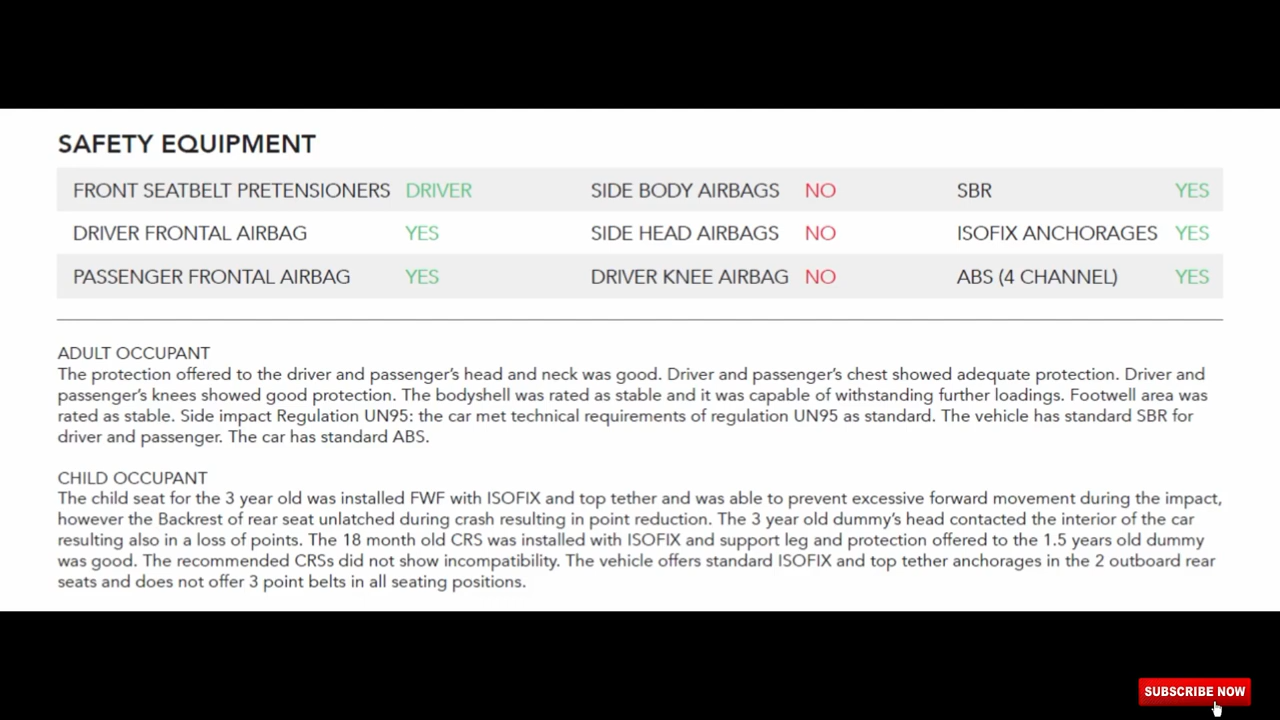 SAFETY EQUIPMENT
FRONT SEATBELT PRETENSIONERS DRIVER SIDE BODY AIRBAGS NO SBR YES
DRIVER FRONTAL AIRBAG YES SIDE HEAD AIRBAGS NO ISOFIX ANCHORAGES YES
PASSENGER FRONTAL AIRBAG YES DRIVER KNEE AIRBAG NO ABS (4 CHANNEL) YES
ADULT OCCUPANT
The protection offered to the driver and passenger's head and neck was good. Driver and passenger's chest showed adequate protection. Driver and
passenger's knees showed good protection. The bodyshell was rated as stable and it was capable of withstanding further loadings. Footwell area was
rated as stable. Side impact Regulation UN95: the car met technical requirements of regulation UN95 as standard. The vehicle has standard SBR for
driver and passenger. The car has standard ABS.
CHILD OCCUPANT
The child seat for the 3 year old was installed FWF with ISOFIX and top tether and was able to prevent excessive forward movement during the impact,
however the Backrest of rear seat unlatched during crash resulting in point reduction. The 3 year old dummy's head contacted the interior of the car
resulting also in a loss of points. The 18 month old CRS was installed with ISOFIX and support leg and protection offered to the 1.5 years old dummy
was good. The recommended CRSs did not show incompatibility. The vehicle offers standard ISOFIX and top tether anchorages in the 2 outboard rear
seats and does not offer 3 point belts in all seating positions.
SUBSCRIBE NOW